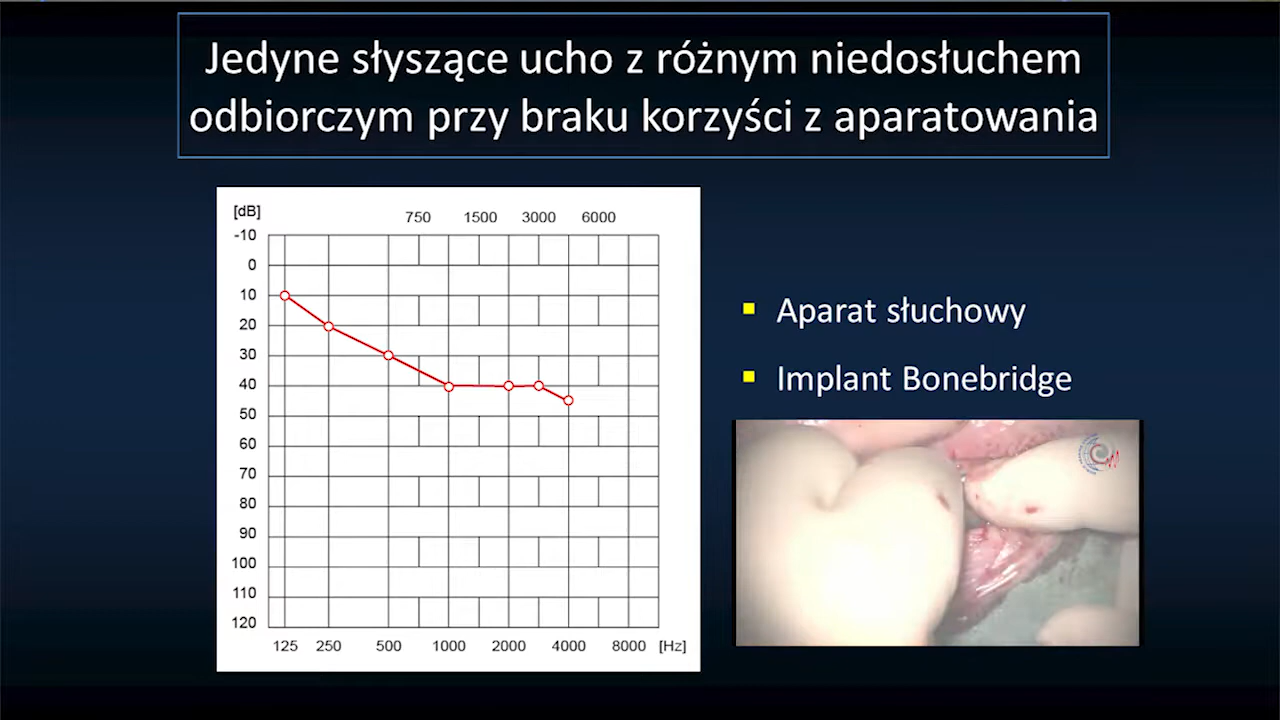 Jedyne słyszące ucho z różnym niedosłuchem
odbiorczym przy braku korzyści z aparatowania
[dB]
750 1500 3000 6000
-10
0
10
20
30
40
50
60
70
80
90
100
110
120
125 250 500 1000 2000 4000 8000 [Hz]
Aparat słuchowy
Implant Bonebridge